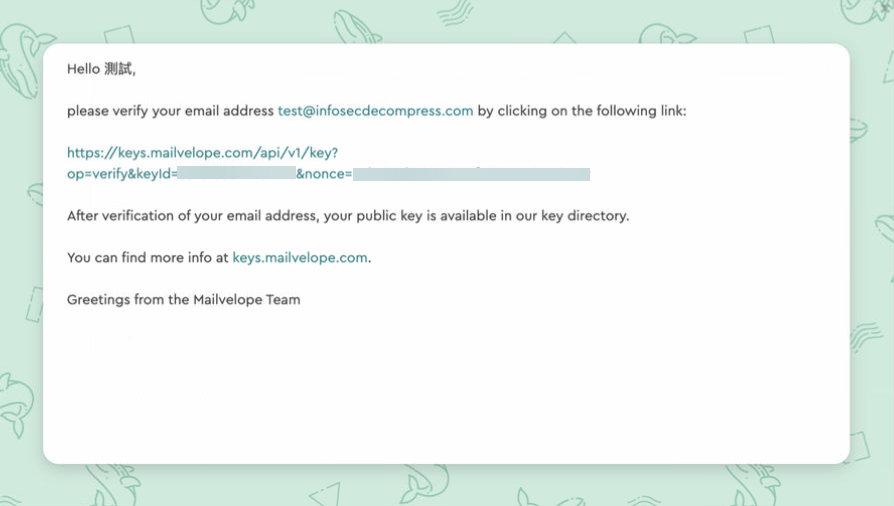 Hello 測試,
please verify your email address test@infosecdecompress.com by clicking on the following link:
https://keys.mailvelope.com/api/v1/key?
op=verify&keyId= &nonce=
After verification of your email address, your public key is available in our key directory.
You can find more info at keys.mailvelope.com.
Greetings from the Mailvelope Team